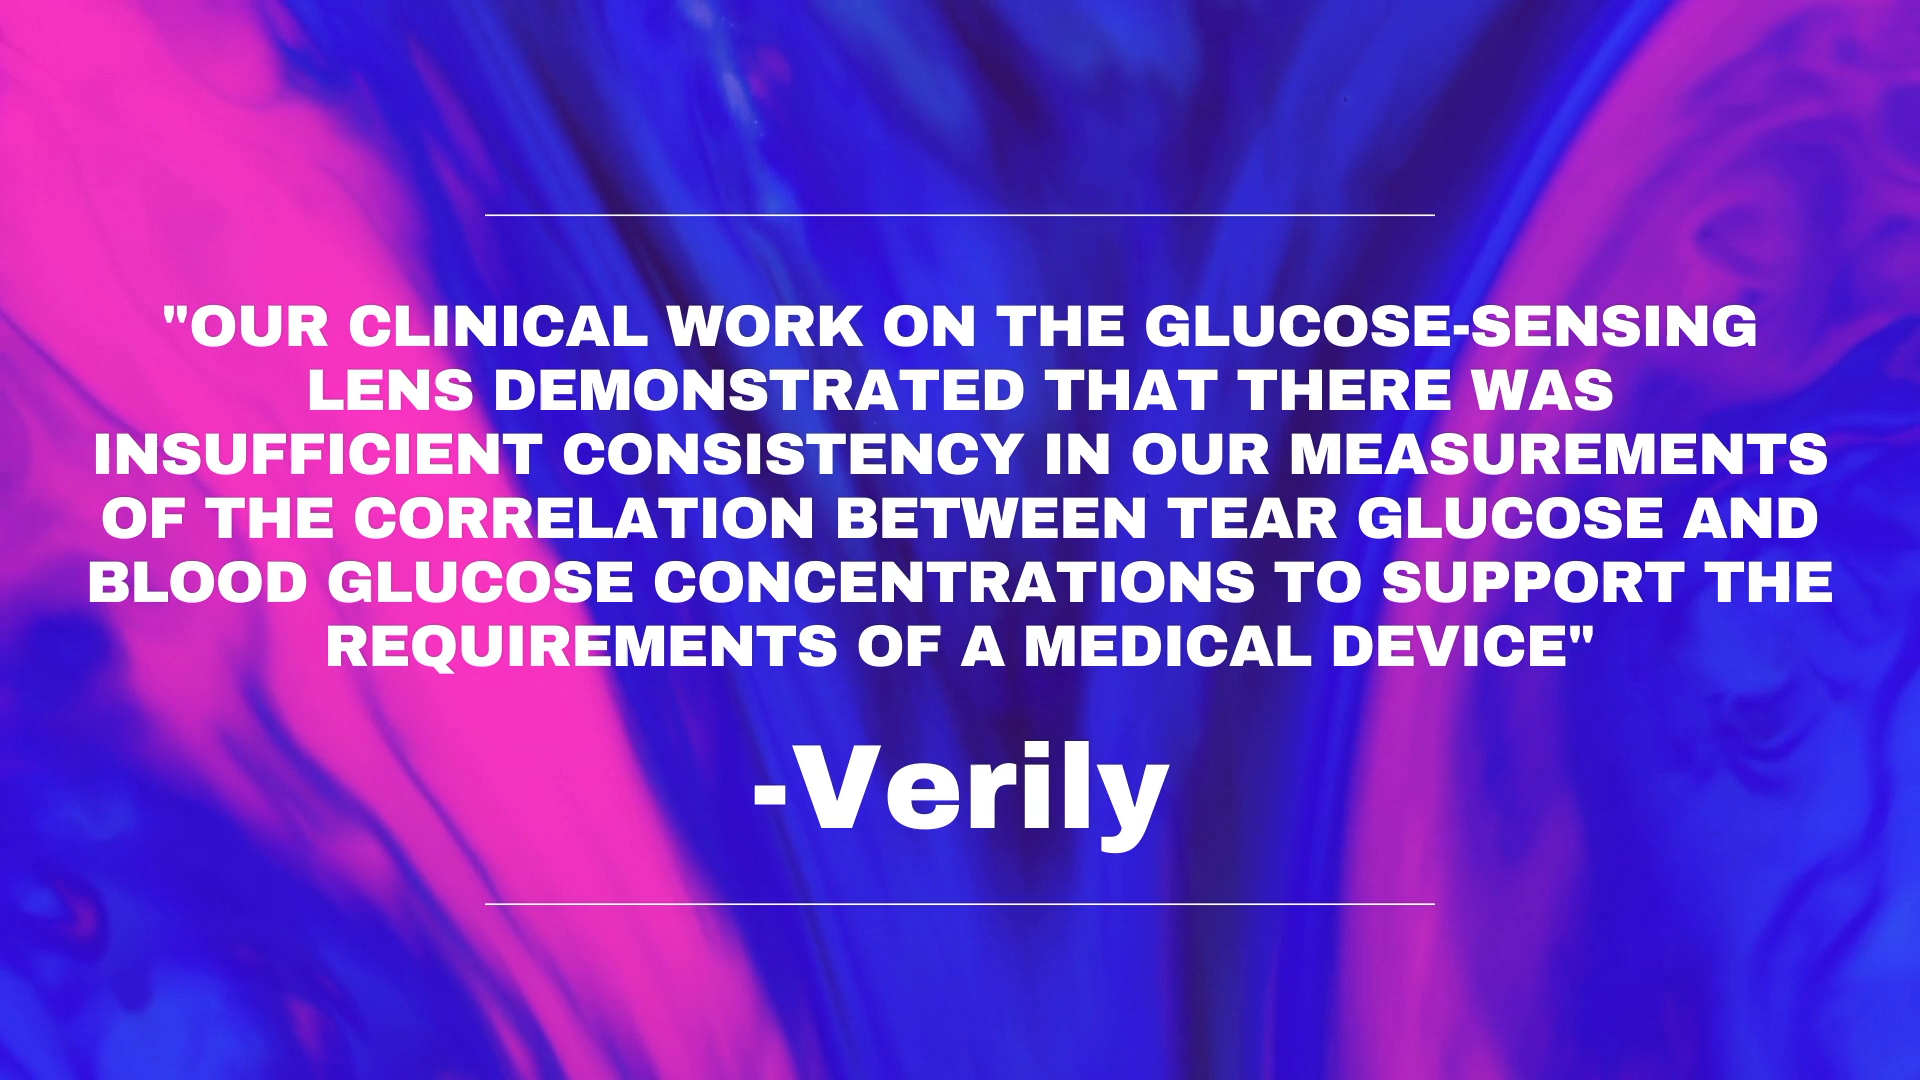 "OUR CLINICAL WORK ON THE GLUCOSE-SENSING
LENS DEMONSTRATED THAT THERE WAS
INSUFFICIENT CONSISTENCY IN OUR MEASUREMENTS
OF THE CORRELATION BETWEEN TEAR GLUCOSE AND
BLOOD GLUCOSE CONCENTRATIONS TO SUPPORT THE
REQUIREMENTS OF A MEDICAL DEVICE"
-Verily